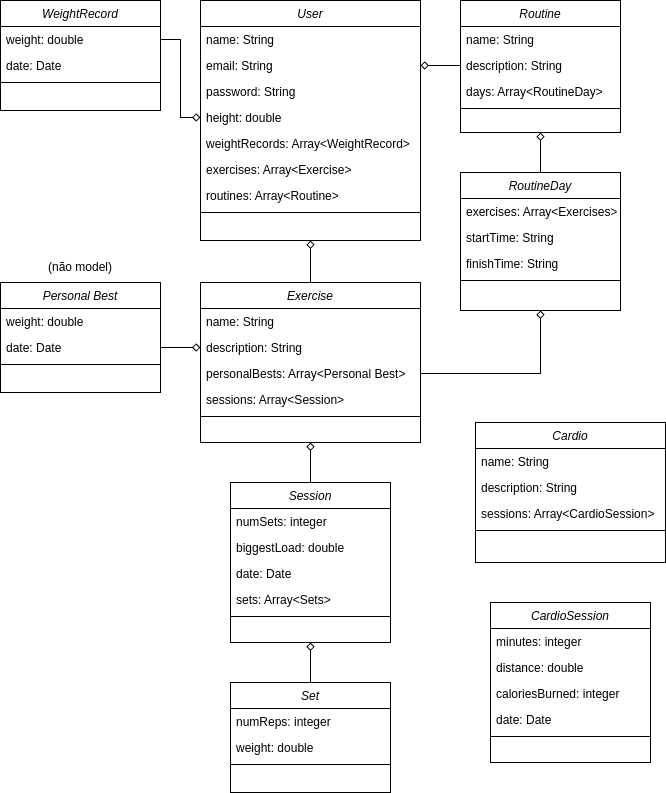 WeightRecord
weight: double
date: Date
User
name: String
email: String
password: String
height: double
weightRecords: Array<WeightRecord>
exercises: Array<Exercise>
routines: Array<Routine>
Routine
name: String
description: String
days: Array<RoutineDay>
RoutineDay
exercises: Array<Exercises>
startTime: String
finishTime: String
(não model)
Personal Best
weight: double
date: Date
Exercise
name: String
description: String
personalBests: Array<Personal Best>
sessions: Array<Session>
Cardio
name: String
description: String
sessions: Array<CardioSession>
Session
numSets: integer
biggestLoad: double
date: Date
sets: Array<Sets>
CardioSession
minutes: integer
distance: double
caloriesBurned: integer
date: Date
Set
numReps: integer
weight: double